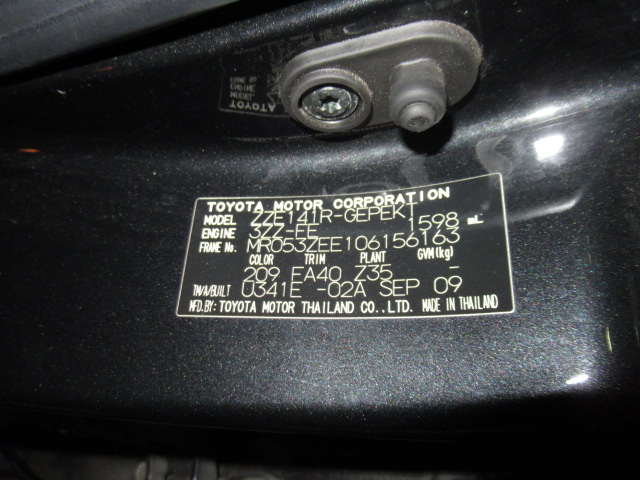 TOYOTA MOTOR CORPORATION
MODEL ZZE141R-GEPEKT
ENGINE 3ZZ-FE 1598 mL
FRAME No. MR053ZEE106156163
COLOR TRIM PLANT GVM(kg)
209 FA40 Z35 -
TM/A/BUILT U341E -02A SEP 09
MFD.BY: TOYOTA MOTOR THAILAND CO.,LTD. MADE IN THAILAND